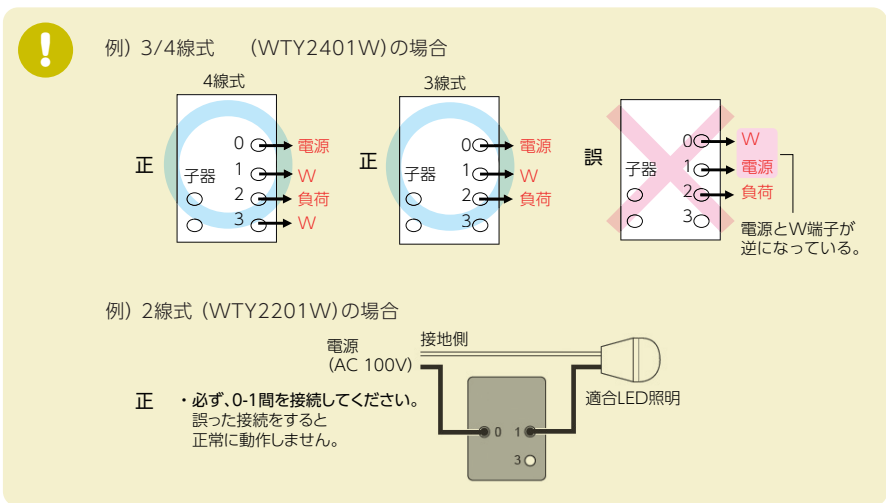 !
例）3/4線式　（WTY2401W）の場合
4線式
正
子器
0 電源
1 W
2 負荷
3 W
3線式
正
子器
0 電源
1 W
2 負荷
3
誤
子器
0 W
1 電源
2 負荷
3
電源とW端子が
逆になっている。
例）2線式（WTY2201W）の場合
電源
（AC 100V）
接地側
適合LED照明
正
・必ず、0-1間を接続してください。
誤った接続をすると
正常に動作しません。
0 1
3